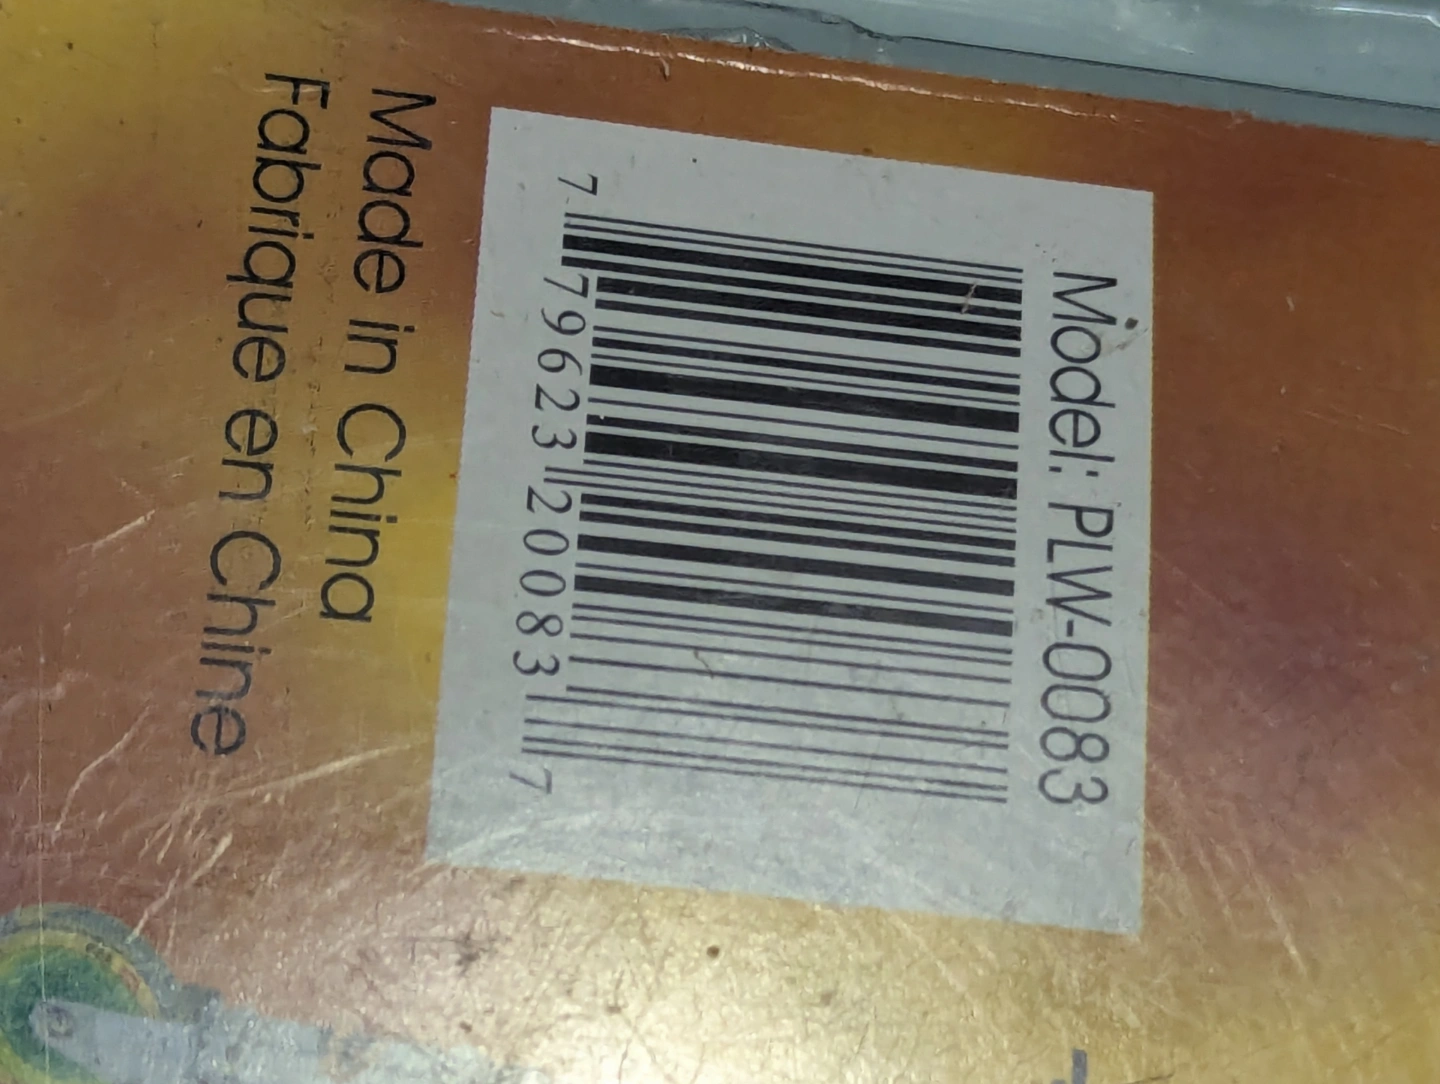 Model: PLW-0083
7 79623 20083 7
Made in China
Fabrique en Chine